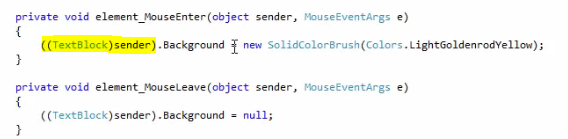 private void element_MouseEnter(object sender, MouseEventArgs e)
{
((TextBlock)sender).Background = new SolidColorBrush(Colors.LightGoldenrodYellow);
}
private void element_MouseLeave(object sender, MouseEventArgs e)
{
((TextBlock)sender).Background = null;
}